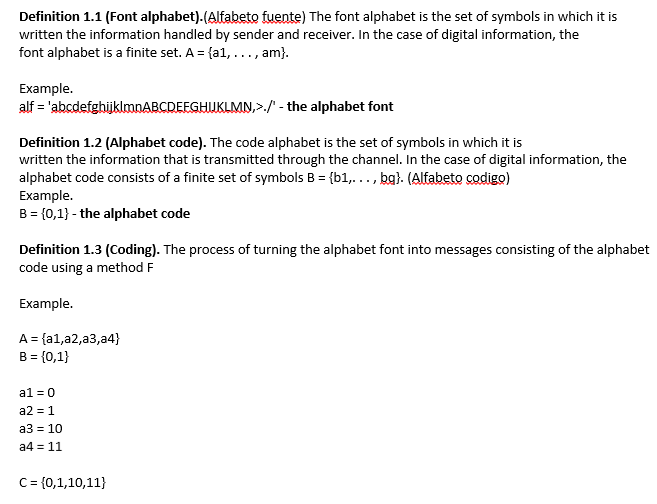 Definition 1.1 (Font alphabet).(Alfabeto fuente) The font alphabet is the set of symbols in which it is
written the information handled by sender and receiver. In the case of digital information, the
font alphabet is a finite set. A = {a1, . . . , am}.
Example.
alf = 'abcdefghijklmnABCDEEGHIJKLMN,>./' - the alphabet font
Definition 1.2 (Alphabet code). The code alphabet is the set of symbols in which it is
written the information that is transmitted through the channel. In the case of digital information, the
alphabet code consists of a finite set of symbols B = {b1,. . . , bq}. (Alfabeto codigo)
Example.
B = {0,1} - the alphabet code
Definition 1.3 (Coding). The process of turning the alphabet font into messages consisting of the alphabet
code using a method F
Example.
A = {a1,a2,a3,a4}
B = {0,1}
a1 = 0
a2 = 1
a3 = 10
a4 = 11
C = {0,1,10,11}